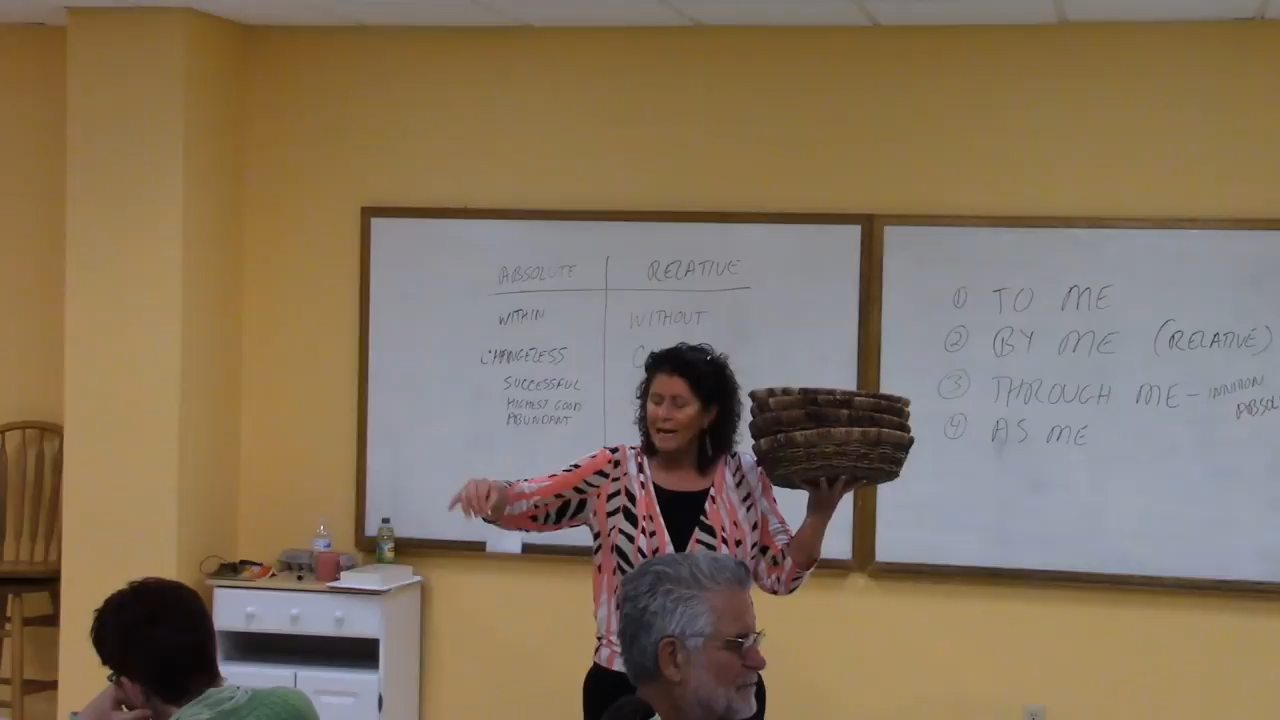 ABSOLUTE RELATIVE
WITHIN WITHOUT
CHANGELESS C
SUCCESSFUL
HIGHEST GOOD
ABUNDANT
① TO ME
② BY ME (RELATIVE)
③ THROUGH ME - INTUITION
ABSOL
④ AS ME